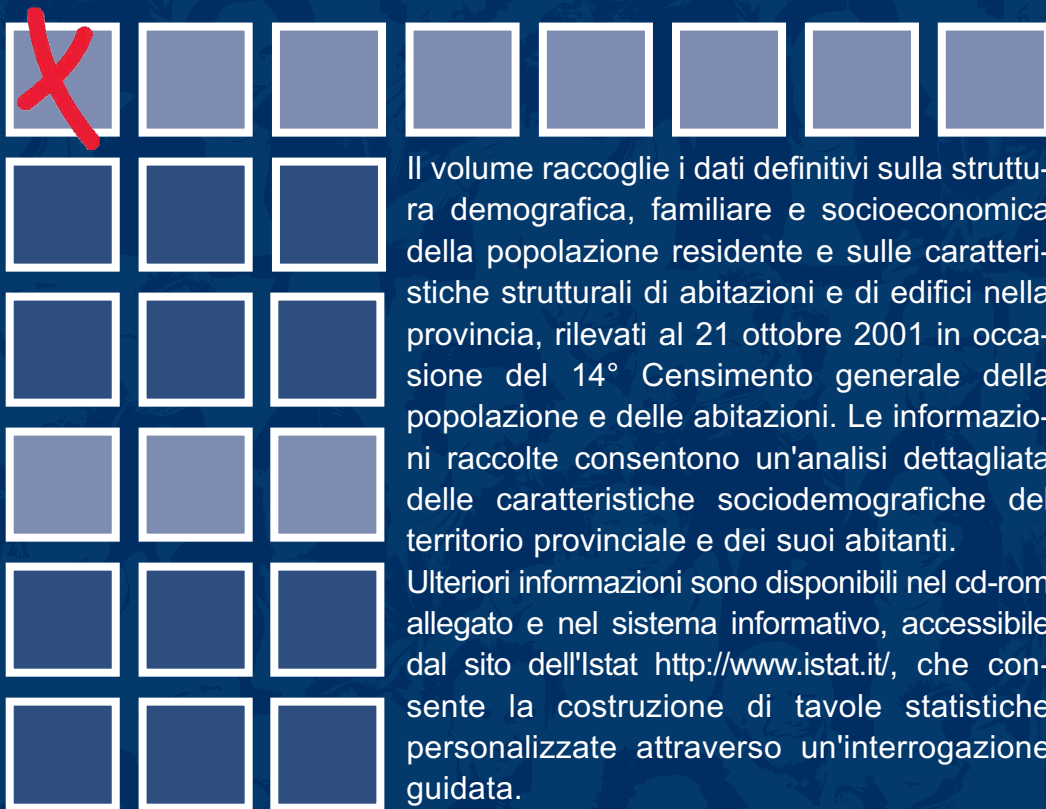 Il volume raccoglie i dati definitivi sulla struttu-
ra demografica, familiare e socioeconomica
della popolazione residente e sulle caratteri-
stiche strutturali di abitazioni e di edifici nella
provincia, rilevati al 21 ottobre 2001 in occa-
sione del 14° Censimento generale della
popolazione e delle abitazioni. Le informazio-
ni raccolte consentono un'analisi dettagliata
delle caratteristiche sociodemografiche del
territorio provinciale e dei suoi abitanti.
Ulteriori informazioni sono disponibili nel cd-rom
allegato e nel sistema informativo, accessibile
dal sito dell'Istat http://www.istat.it/, che con-
sente la costruzione di tavole statistiche
personalizzate attraverso un'interrogazione
guidata.